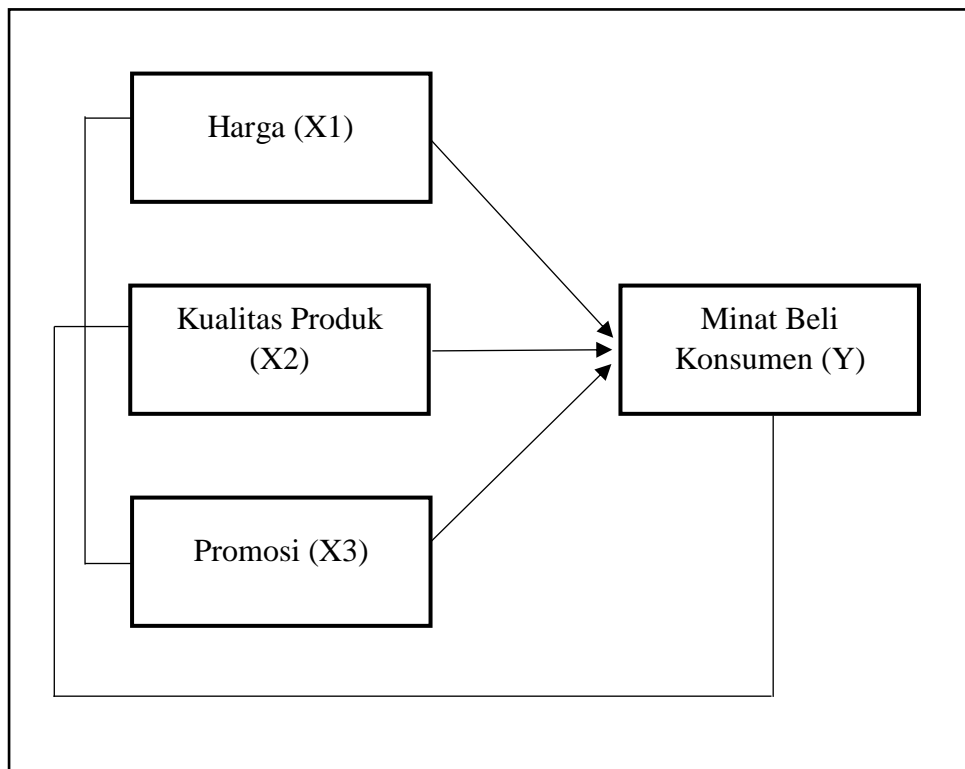 Harga (X1)
Kualitas Produk
(X2)
Minat Beli
Konsumen (Y)
Promosi (X3)